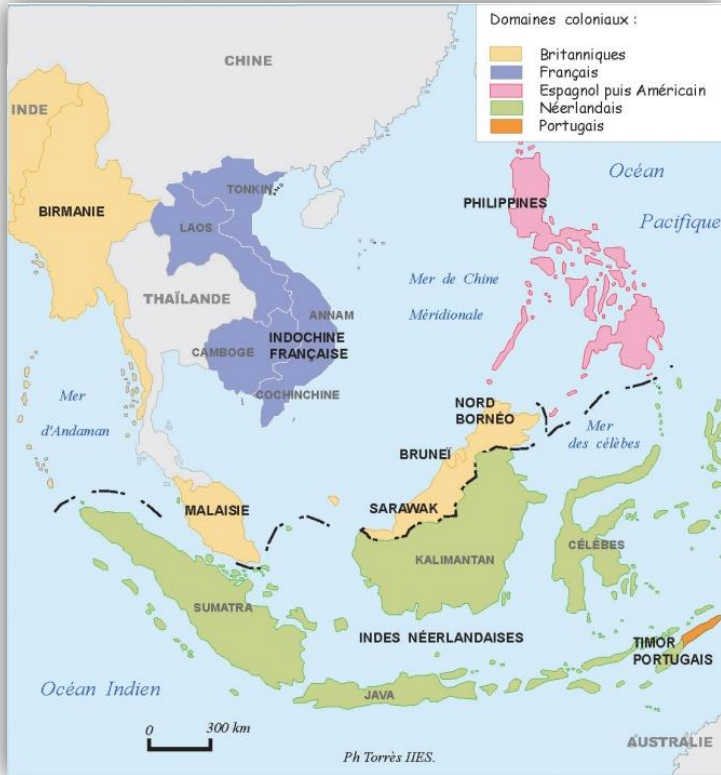 Domaines coloniaux :
Britanniques
Français
Espagnol puis Américain
Néerlandais
Portugais
CHINE
INDE
BIRMANIE
TONKIN
LAOS
PHILIPPINES
Océan
Pacifique
THAÏLANDE
Mer de Chine
Méridionale
ANNAM
INDOCHINE
FRANÇAISE
CAMBOGE
COCHINCHINE
Mer
d'Andaman
NORD
BORNÉO
Mer
des célèbes
BRUNEÏ
MALAISIE
SARAWAK
KALIMANTAN
CÉLÈBES
SUMATRA
INDES NÉERLANDAISES
TIMOR
PORTUGAIS
Océan Indien
JAVA
0 300 km
AUSTRALIE
Ph Torrès IIES.